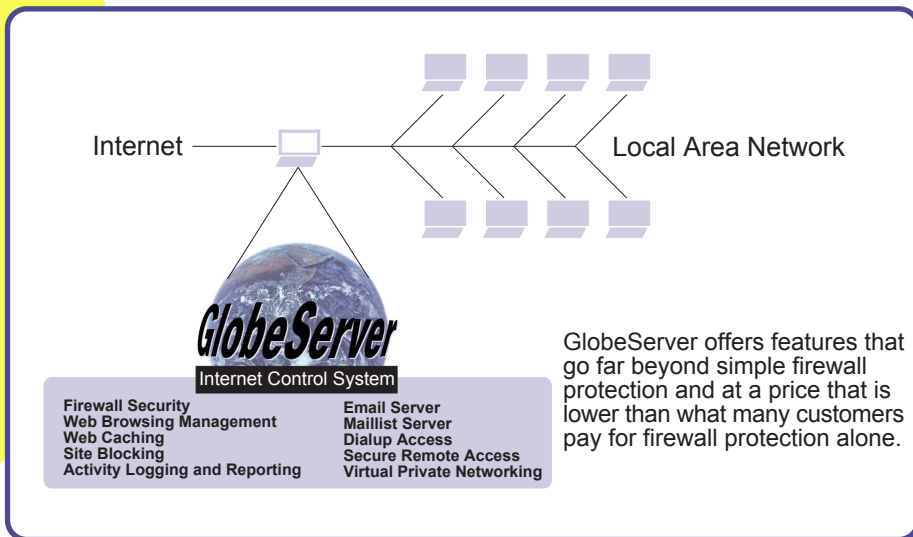 Internet
Local Area Network
GlobeServer
Internet Control System
Firewall Security
Web Browsing Management
Web Caching
Site Blocking
Activity Logging and Reporting
Email Server
Maillist Server
Dialup Access
Secure Remote Access
Virtual Private Networking
GlobeServer offers features that
go far beyond simple firewall
protection and at a price that is
lower than what many customers
pay for firewall protection alone.